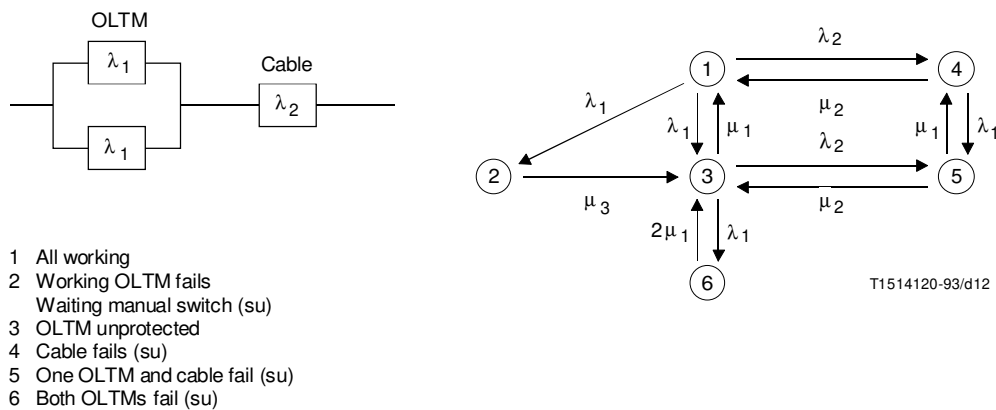 OLTM
λ1
Cable
λ2
λ1
1 All working
2 Working OLTM fails
Waiting manual switch (su)
3 OLTM unprotected
4 Cable fails (su)
5 One OLTM and cable fail (su)
6 Both OLTMs fail (su)
λ2
1
4
μ2
λ1
λ1
μ1
μ1
λ1
λ2
2
3
5
μ3
μ2
2μ1
λ1
6
T1514120-93/d12